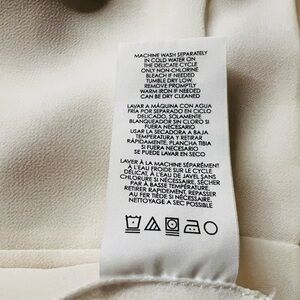 MACHINE WASH SEPARATELY
IN COLD WATER ON
THE DELICATE CYCLE
ONLY NON-CHLORINE
BLEACH IF NEEDED
TUMBLE DRY LOW,
REMOVE PROMPTLY
WARM IRON IF NEEDED
CAN BE DRY CLEANED
LAVAR A MÁQUINA CON AGUA
FRÍA POR SEPARADO EN CICLO
DELICADO, SOLAMENTE
BLANQUEADOR SIN CLORO SI
FUERA NECESARIO
USAR LA SECADORA A BAJA
TEMPERATURA Y RETIRAR
RÁPIDAMENTE, PLANCHA TIBIA
SI FUERA NECESARIO
SE PUEDE LAVAR EN SECO
LAVER À LA MACHINE SÉPARÉMENT
À L'EAU FROIDE SUR LE CYCLE
DÉLICAT, À L'EAU DE JAVEL SANS
CHLORURE SI NÉCESSAIRE, SÉCHER
PAR À BASSE TEMPÉRATURE,
RETIRER RAPIDEMENT, REPASSER
AU FER TIÈDE SI NÉCESSAIRE
NETTOYAGE A SEC POSSIBLE